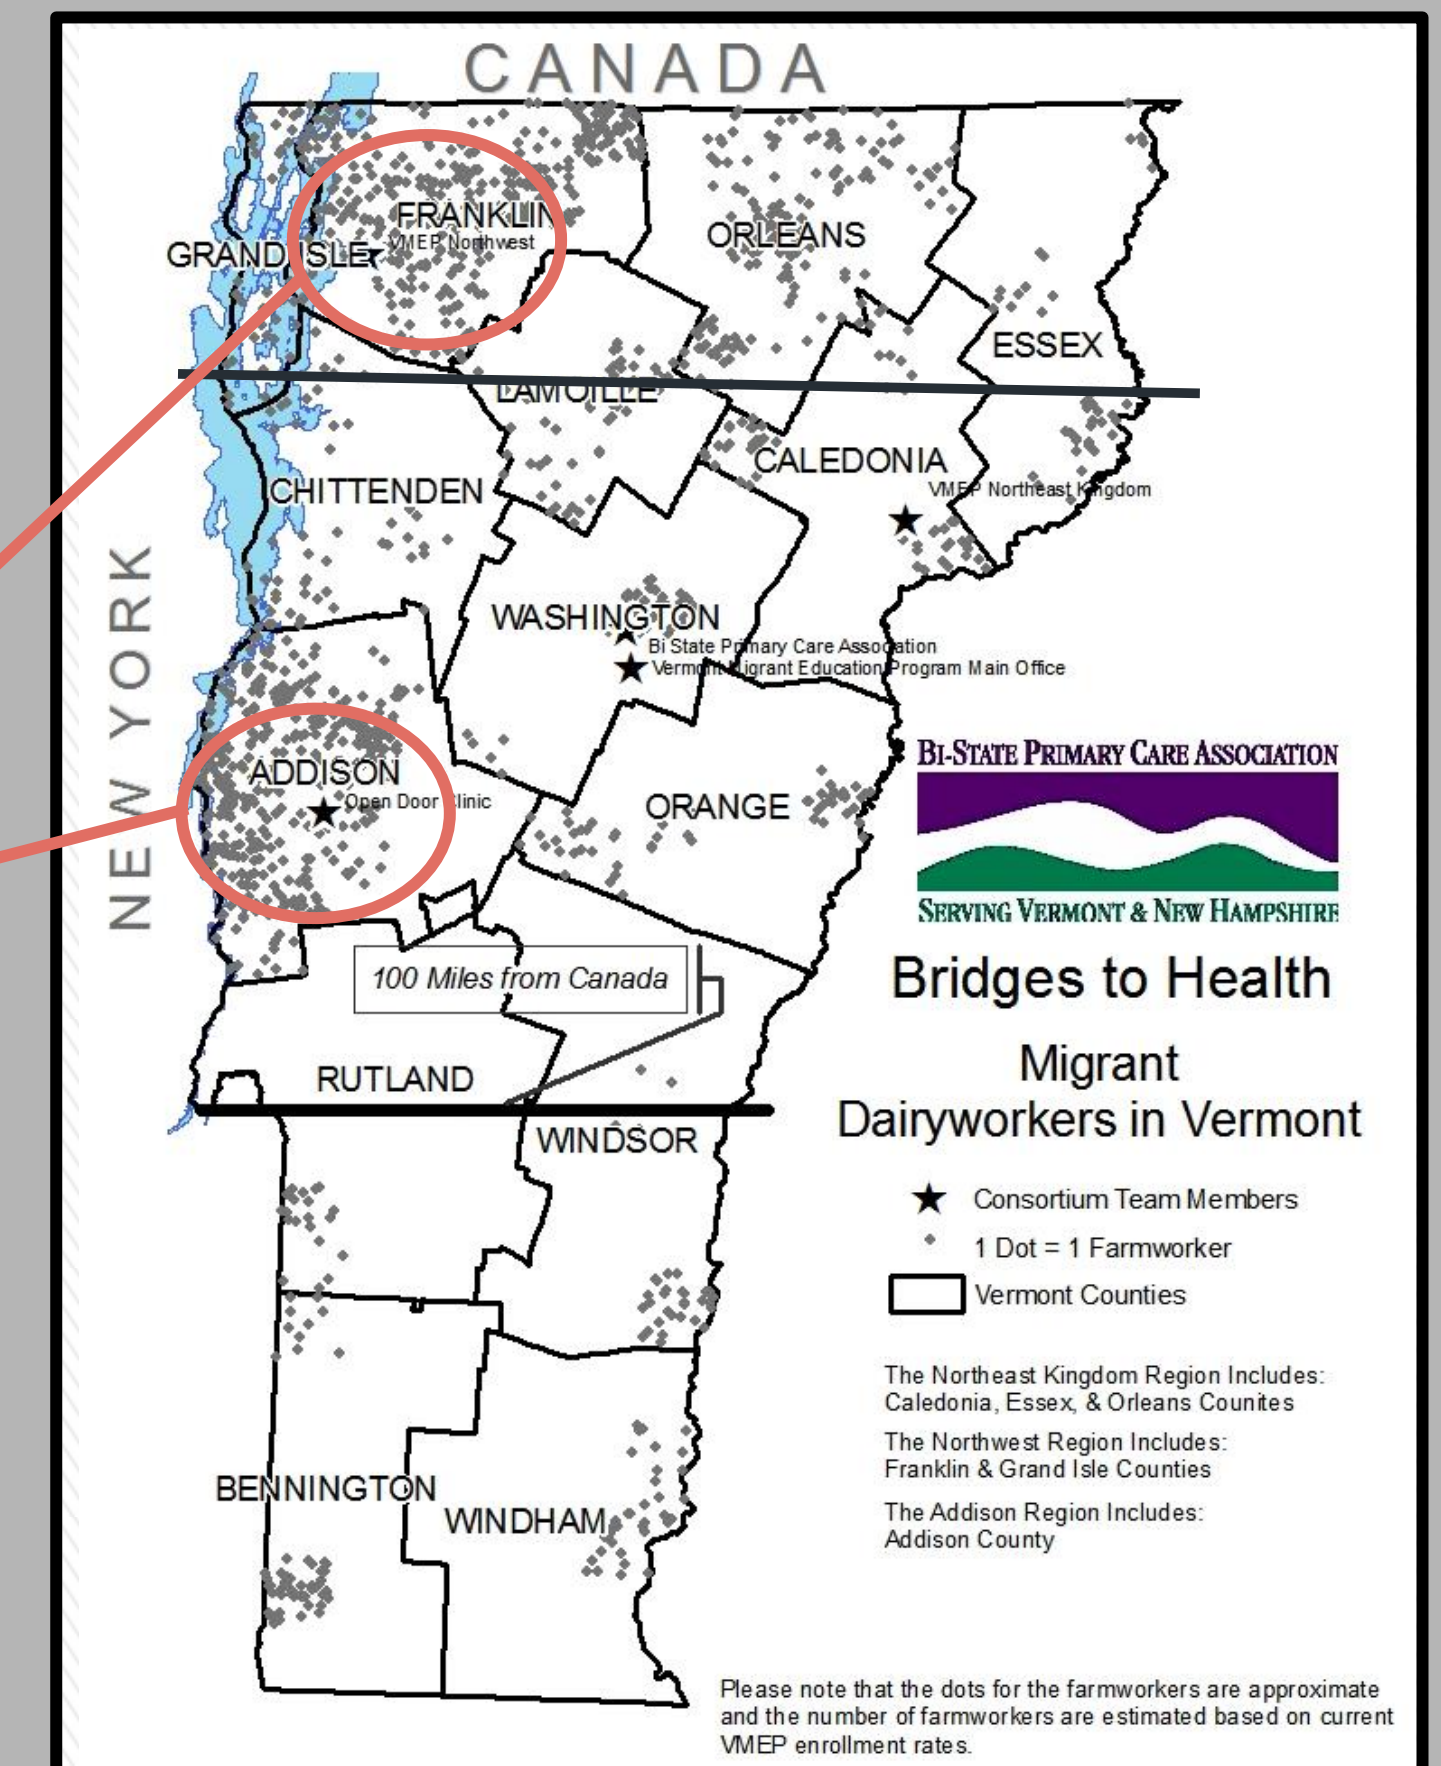 CANADA
FRANKLIN
VMEP Northwest
GRAND ISLE
ORLEANS
ESSEX
LAMOILLE
CALEDONIA
VMEP Northeast Kingdom
CHITTENDEN
NEW YORK
WASHINGTON
Bi State Primary Care Association
Vermont Migrant Education Program Main Office
ADDISON
Open Door Clinic
ORANGE
BI-STATE PRIMARY CARE ASSOCIATION
SERVING VERMONT & NEW HAMPSHIRE
100 Miles from Canada
Bridges to Health
Migrant
Dairyworkers in Vermont
RUTLAND
WINDSOR
Consortium Team Members
1 Dot = 1 Farmworker
Vermont Counties
The Northeast Kingdom Region Includes:
Caledonia, Essex, & Orleans Counites
The Northwest Region Includes:
Franklin & Grand Isle Counties
The Addison Region Includes:
Addison County
BENNINGTON
WINDHAM
Please note that the dots for the farmworkers are approximate
and the number of farmworkers are estimated based on current
VMEP enrollment rates.